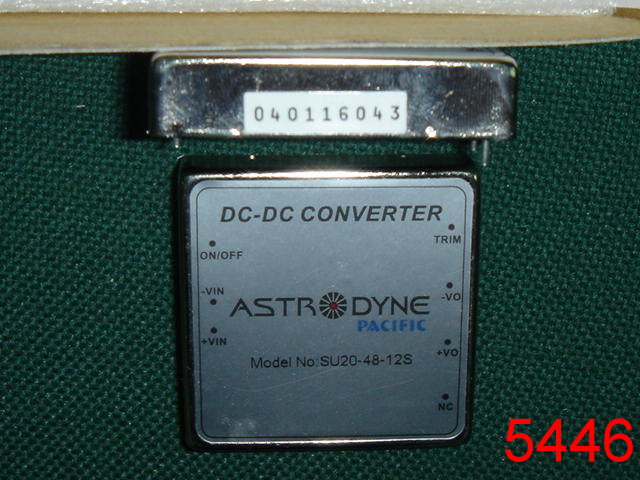 040116043
DC-DC CONVERTER
ON/OFF
TRIM
-VIN
-VO
ASTRODYNE
PACIFIC
+VIN
+VO
Model No:SU20-48-12S
NC
5446